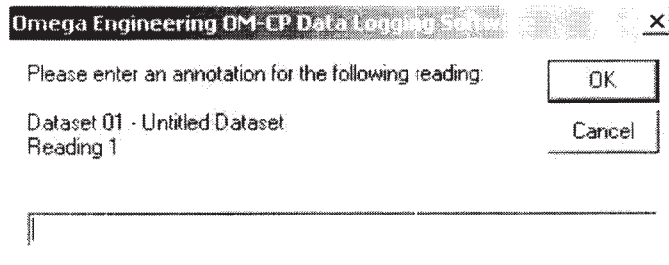 Omega Engineering OM-CP Data Logging Software
Please enter an annotation for the following reading:
OK
Dataset 01 - Untitled Dataset
Reading 1
Cancel